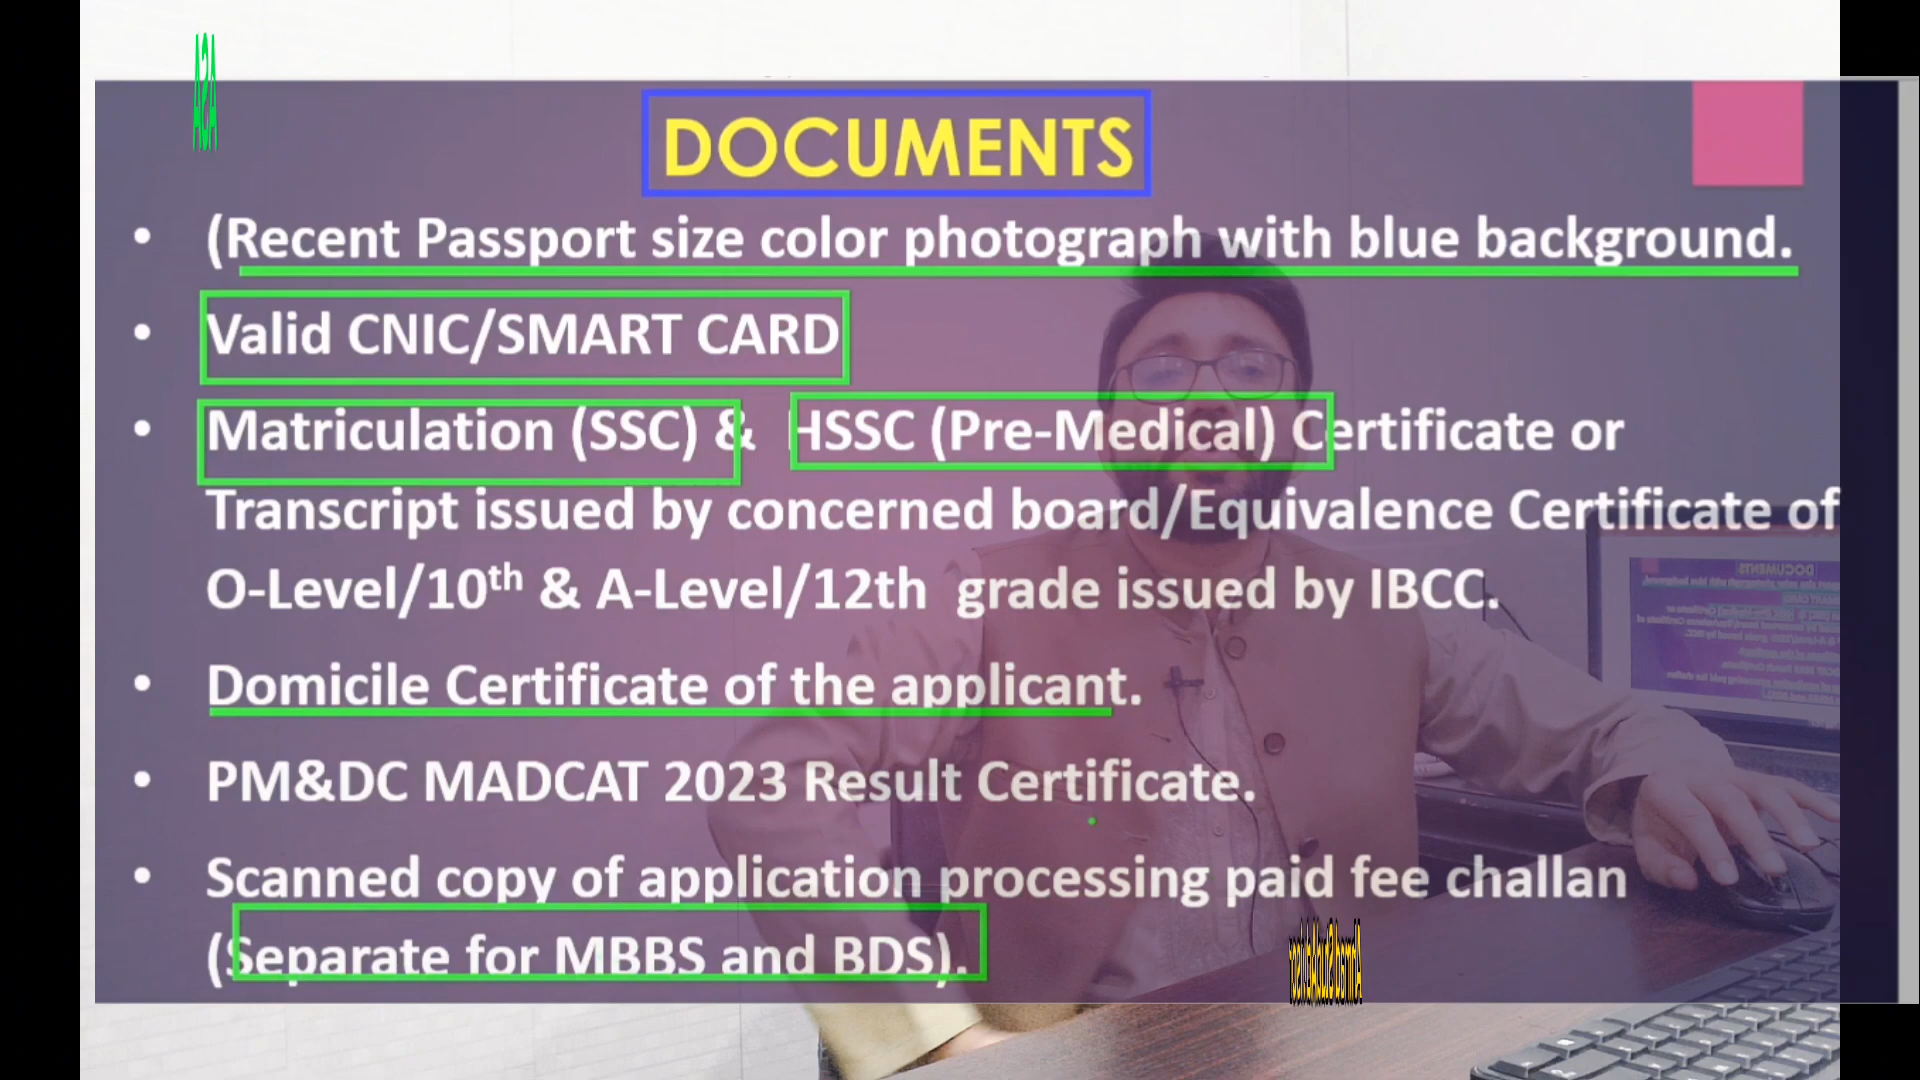 ASA
DOCUMENTS
• (Recent Passport size color photograph with blue background.
• Valid CNIC/SMART CARD
• Matriculation (SSC) & HSSC (Pre-Medical) Certificate or
Transcript issued by concerned board/Equivalence Certificate of
O-Level/10th & A-Level/12th grade issued by IBCC.
• Domicile Certificate of the applicant.
• PM&DC MADCAT 2023 Result Certificate.
• Scanned copy of application processing paid fee challan
(Separate for MBBS and BDS).